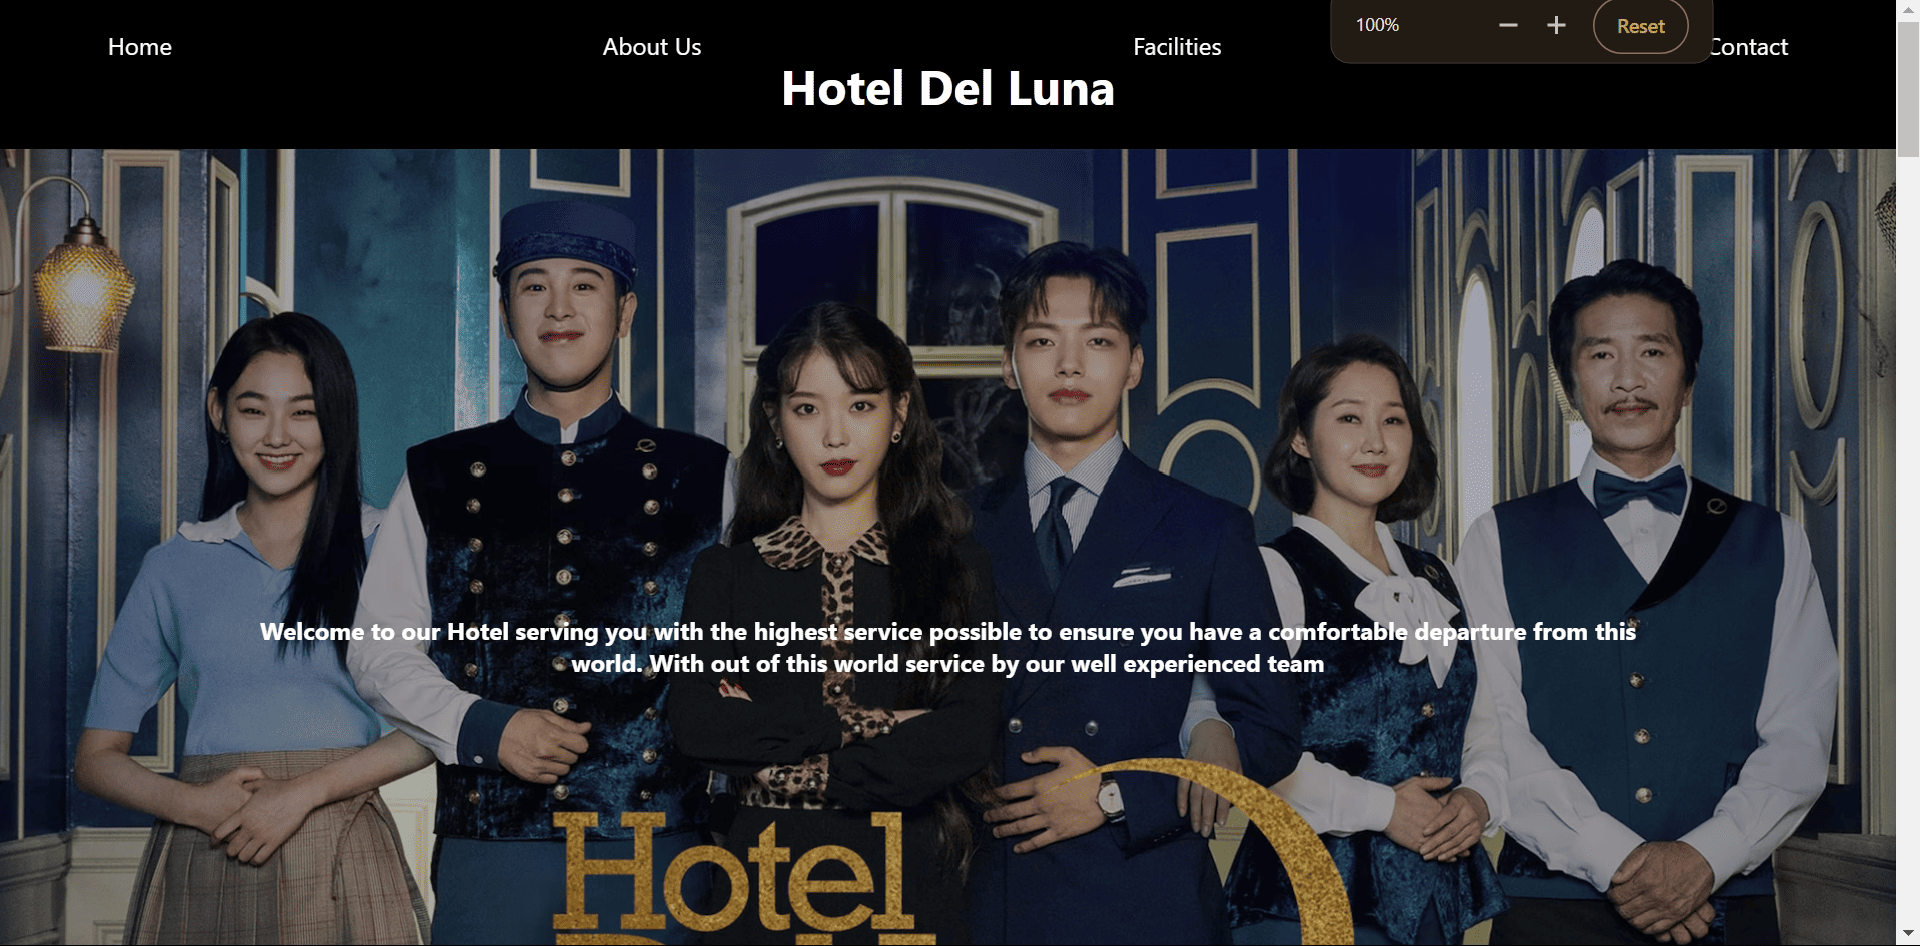 Home
About Us
Facilities
Contact
100%
Reset
Hotel Del Luna
Welcome to our Hotel serving you with the highest service possible to ensure you have a comfortable departure from this
world. With out of this world service by our well experienced team
Hotel